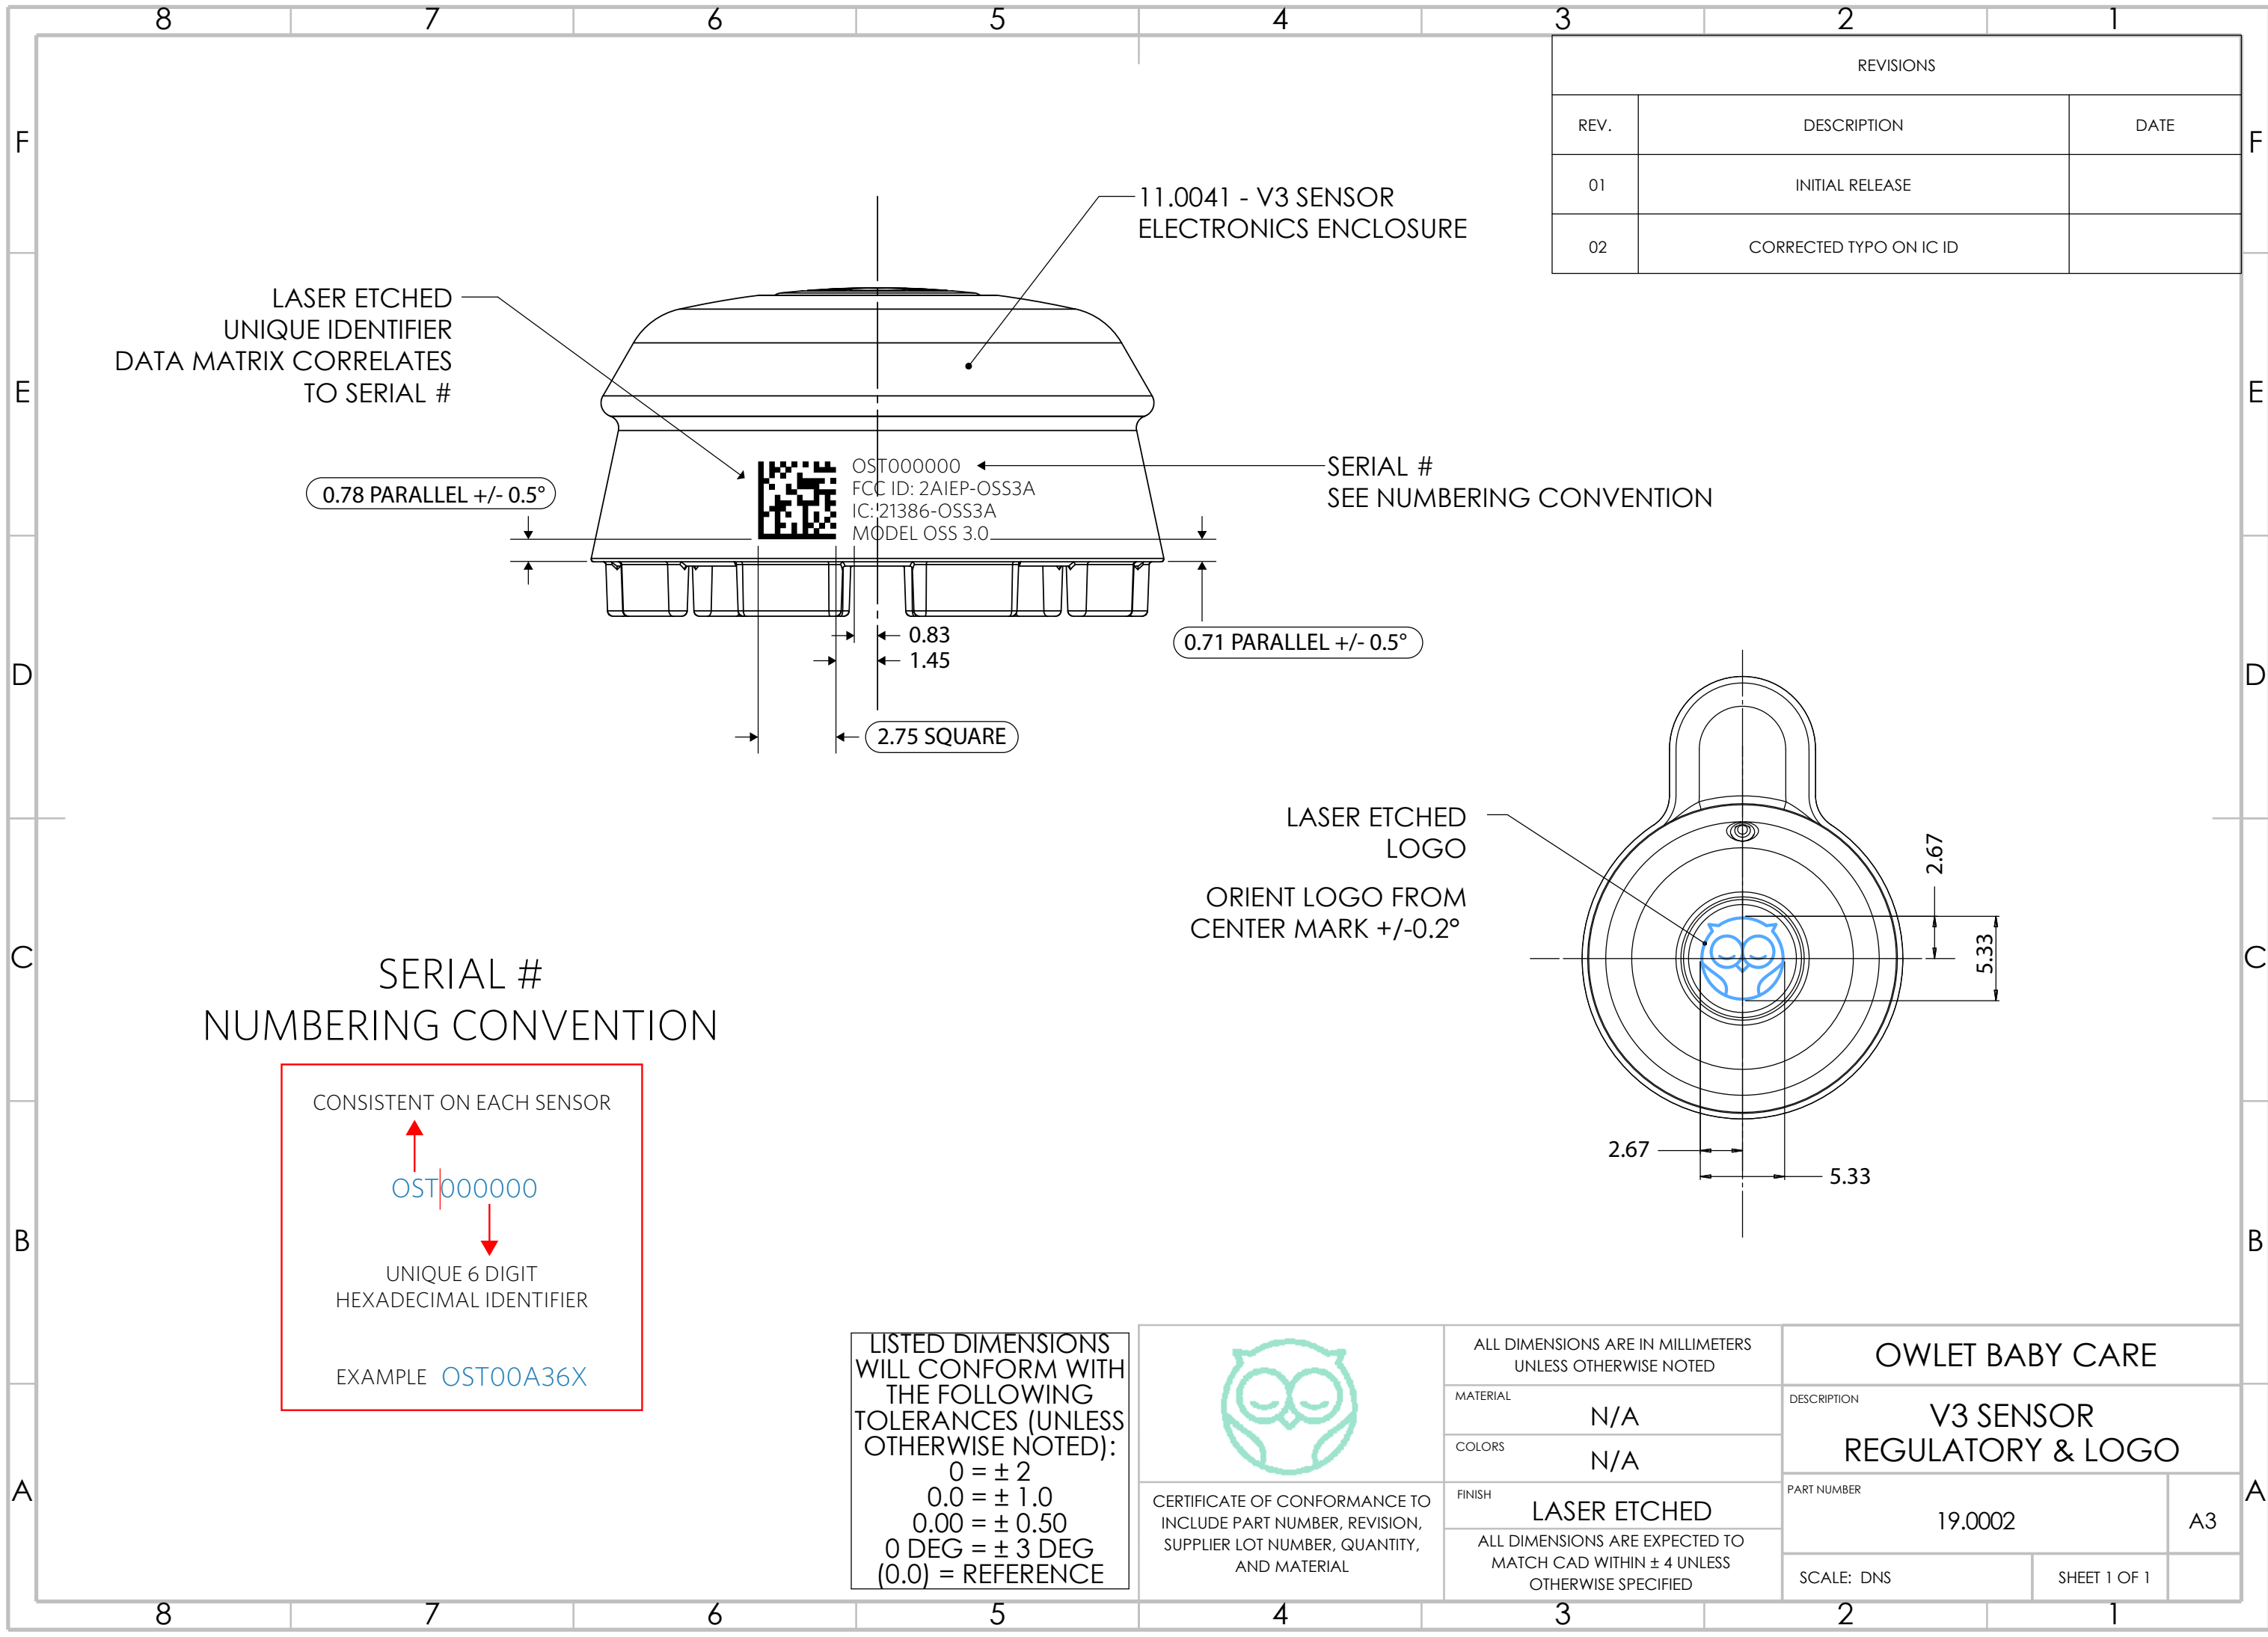 8 7 6 5 4 3 2 1
REVISIONS
REV. DESCRIPTION DATE
01 INITIAL RELEASE
02 CORRECTED TYPO ON IC ID
F F
E E
D D
C C
B B
A A
11.0041 - V3 SENSOR
ELECTRONICS ENCLOSURE
LASER ETCHED
UNIQUE IDENTIFIER
DATA MATRIX CORRELATES
TO SERIAL #
0.78 PARALLEL +/- 0.5°
OST000000
FCC ID: 2AIEP-OSS3A
IC: 21386-OSS3A
MODEL OSS 3.0
SERIAL #
SEE NUMBERING CONVENTION
0.83
1.45
0.71 PARALLEL +/- 0.5°
2.75 SQUARE
LASER ETCHED
LOGO
ORIENT LOGO FROM
CENTER MARK +/-0.2°
2.67
5.33
2.67
5.33
SERIAL #
NUMBERING CONVENTION
CONSISTENT ON EACH SENSOR
OST000000
UNIQUE 6 DIGIT
HEXADECIMAL IDENTIFIER
EXAMPLE OST00A36X
LISTED DIMENSIONS
WILL CONFORM WITH
THE FOLLOWING
TOLERANCES (UNLESS
OTHERWISE NOTED):
0 = ± 2
0.0 = ± 1.0
0.00 = ± 0.50
0 DEG = ± 3 DEG
(0.0) = REFERENCE
CERTIFICATE OF CONFORMANCE TO
INCLUDE PART NUMBER, REVISION,
SUPPLIER LOT NUMBER, QUANTITY,
AND MATERIAL
ALL DIMENSIONS ARE IN MILLIMETERS
UNLESS OTHERWISE NOTED
MATERIAL
N/A
COLORS
N/A
FINISH
LASER ETCHED
ALL DIMENSIONS ARE EXPECTED TO
MATCH CAD WITHIN ± 4 UNLESS
OTHERWISE SPECIFIED
OWLET BABY CARE
DESCRIPTION
V3 SENSOR
REGULATORY & LOGO
PART NUMBER
19.0002
A3
SCALE: DNS
SHEET 1 OF 1
8 7 6 5 4 3 2 1